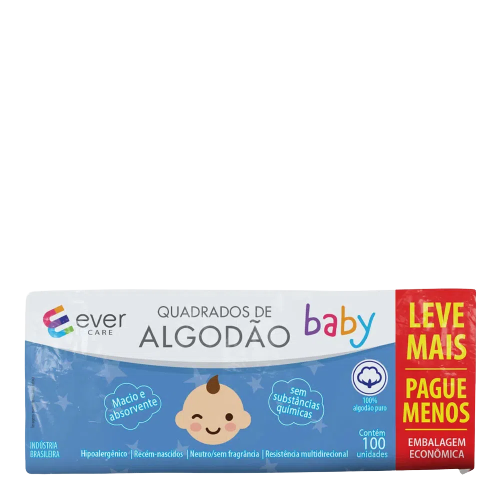 ever
CARE
QUADRADOS DE
ALGODÃO
baby
LEVE
MAIS
PAGUE
MENOS
EMBALAGEM
ECONÔMICA
Macio e
absorvente
sem
substâncias
químicas
100%
algodão puro
Contém
100
unidades
INDÚSTRIA
BRASILEIRA
Hipoalergênico | Recém-nascidos | Neutro/sem fragrância | Resistência multidirecional